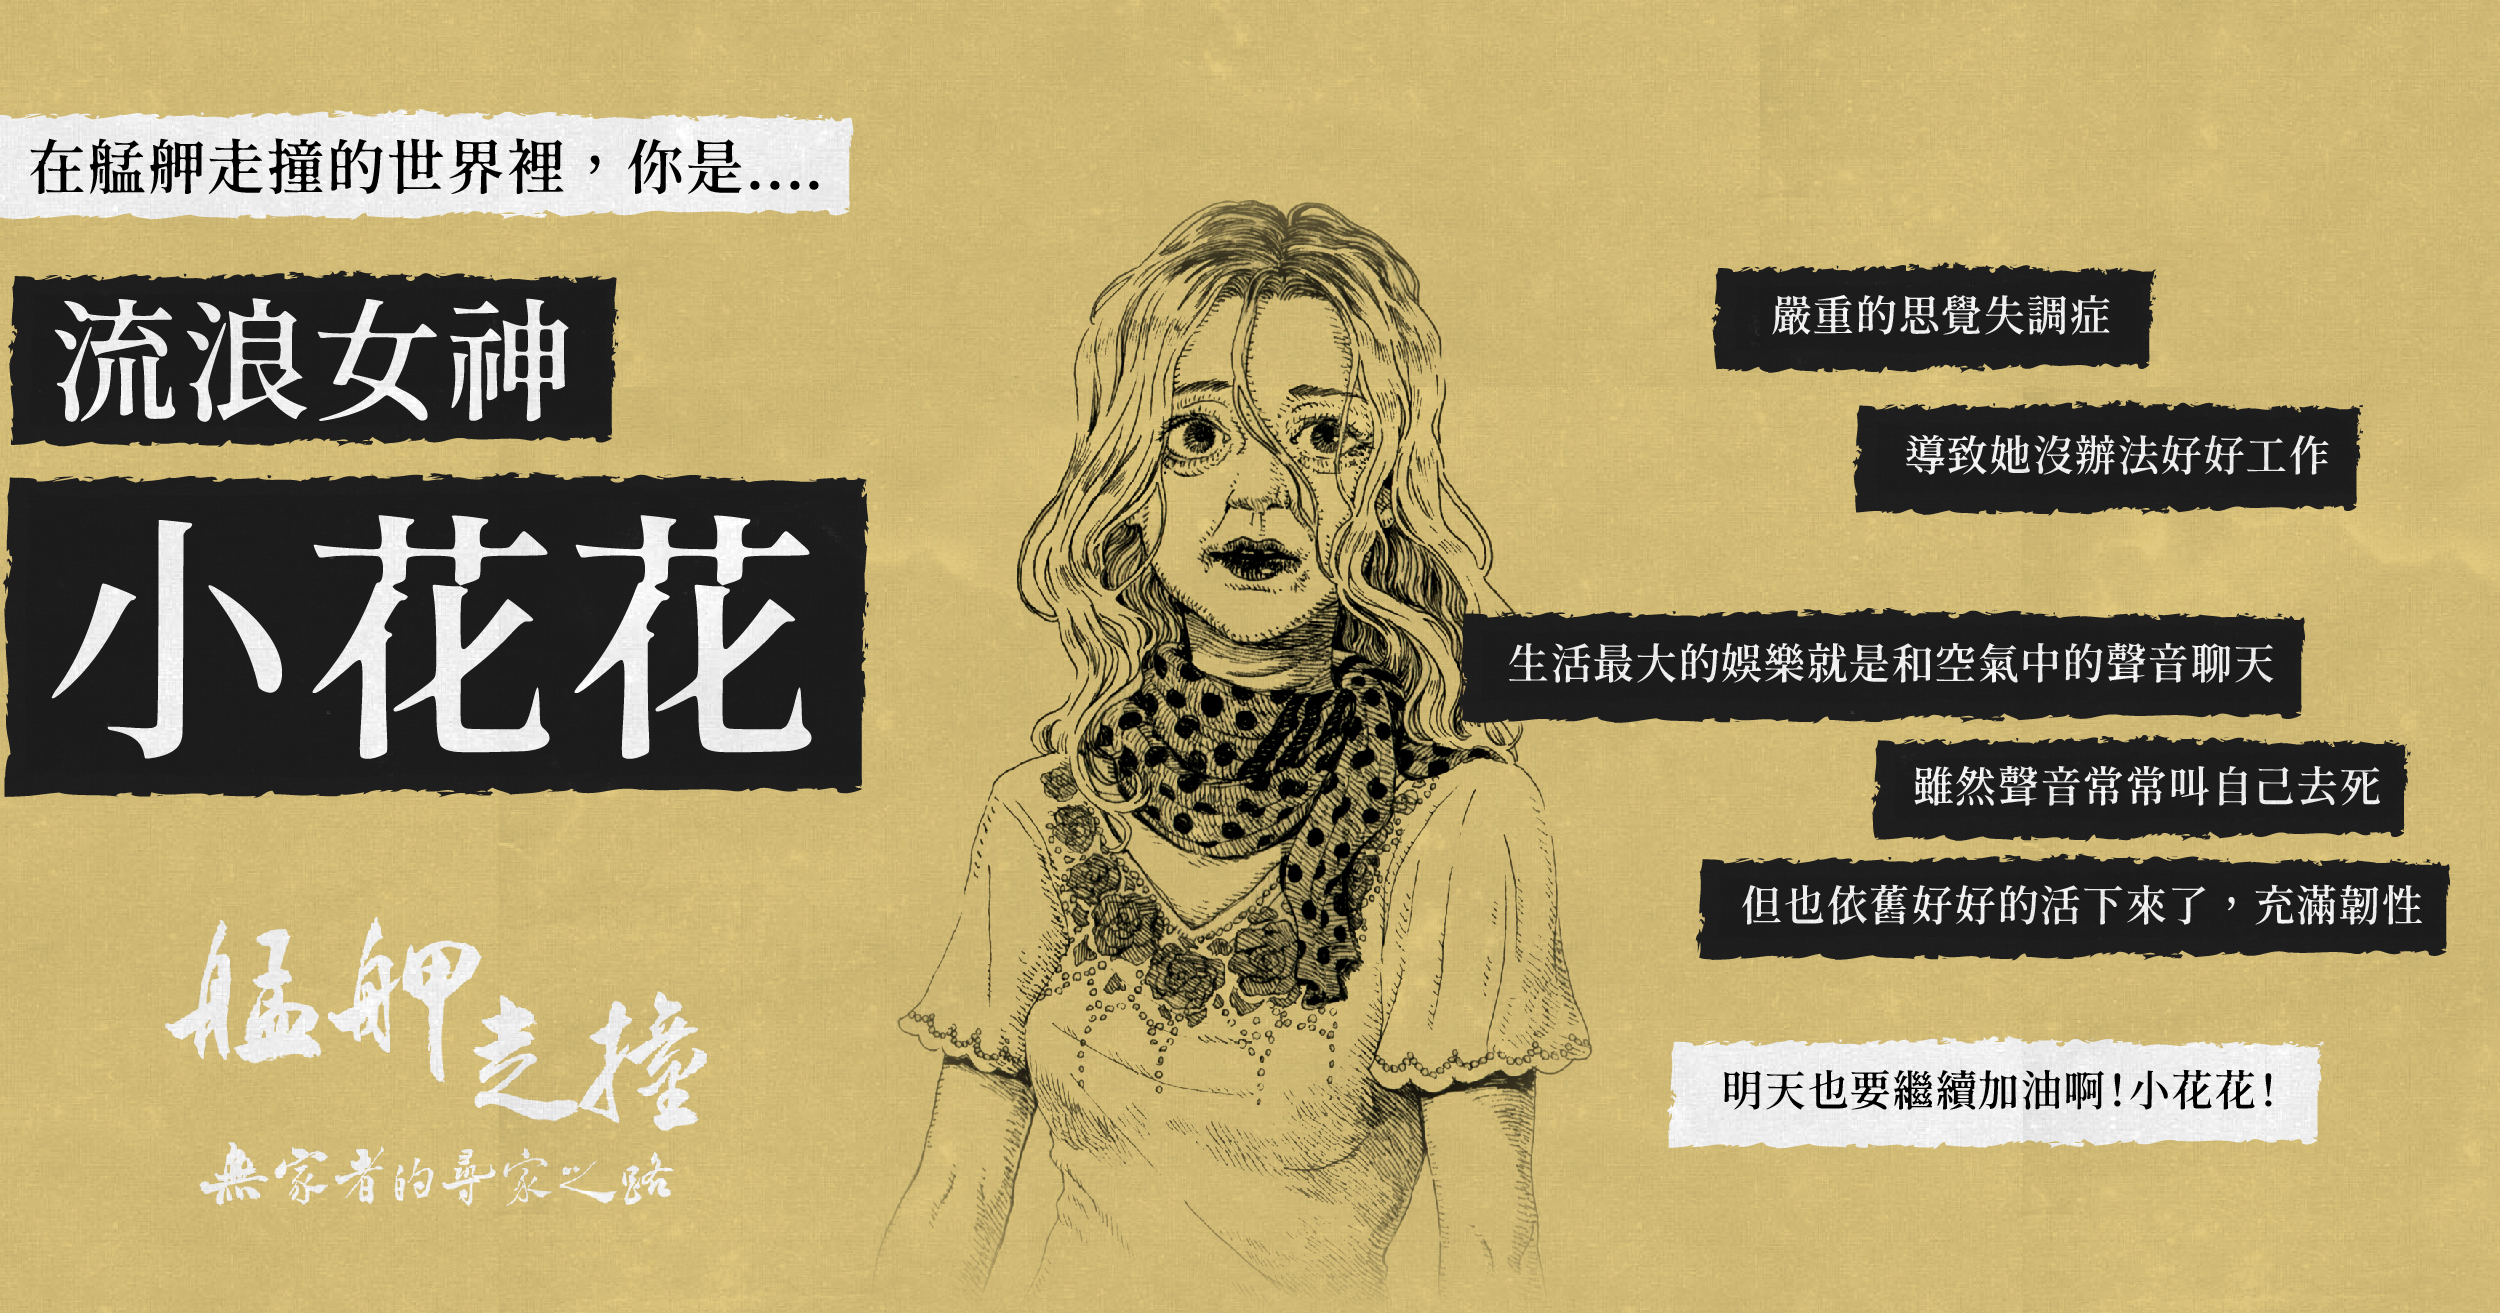 在艋舺走撞的世界裡，你是....
流浪女神
小花花
艋舺走撞
無家者的尋家之路
嚴重的思覺失調症
導致她沒辦法好好工作
生活最大的娛樂就是和空氣中的聲音聊天
雖然聲音常常叫自己去死
但也依舊好好的活下來了，充滿韌性
明天也要繼續加油啊!小花花!